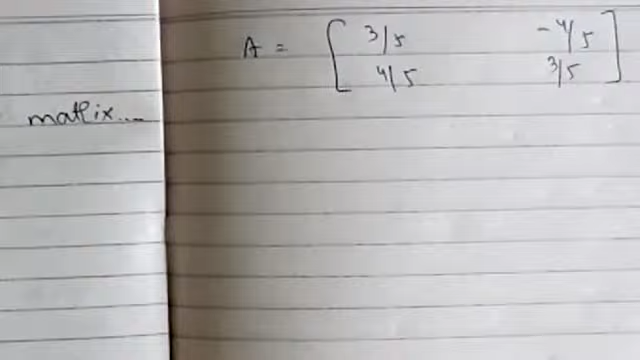 A = [ 3/5 -4/5
4/5 3/5 ]
matrix...